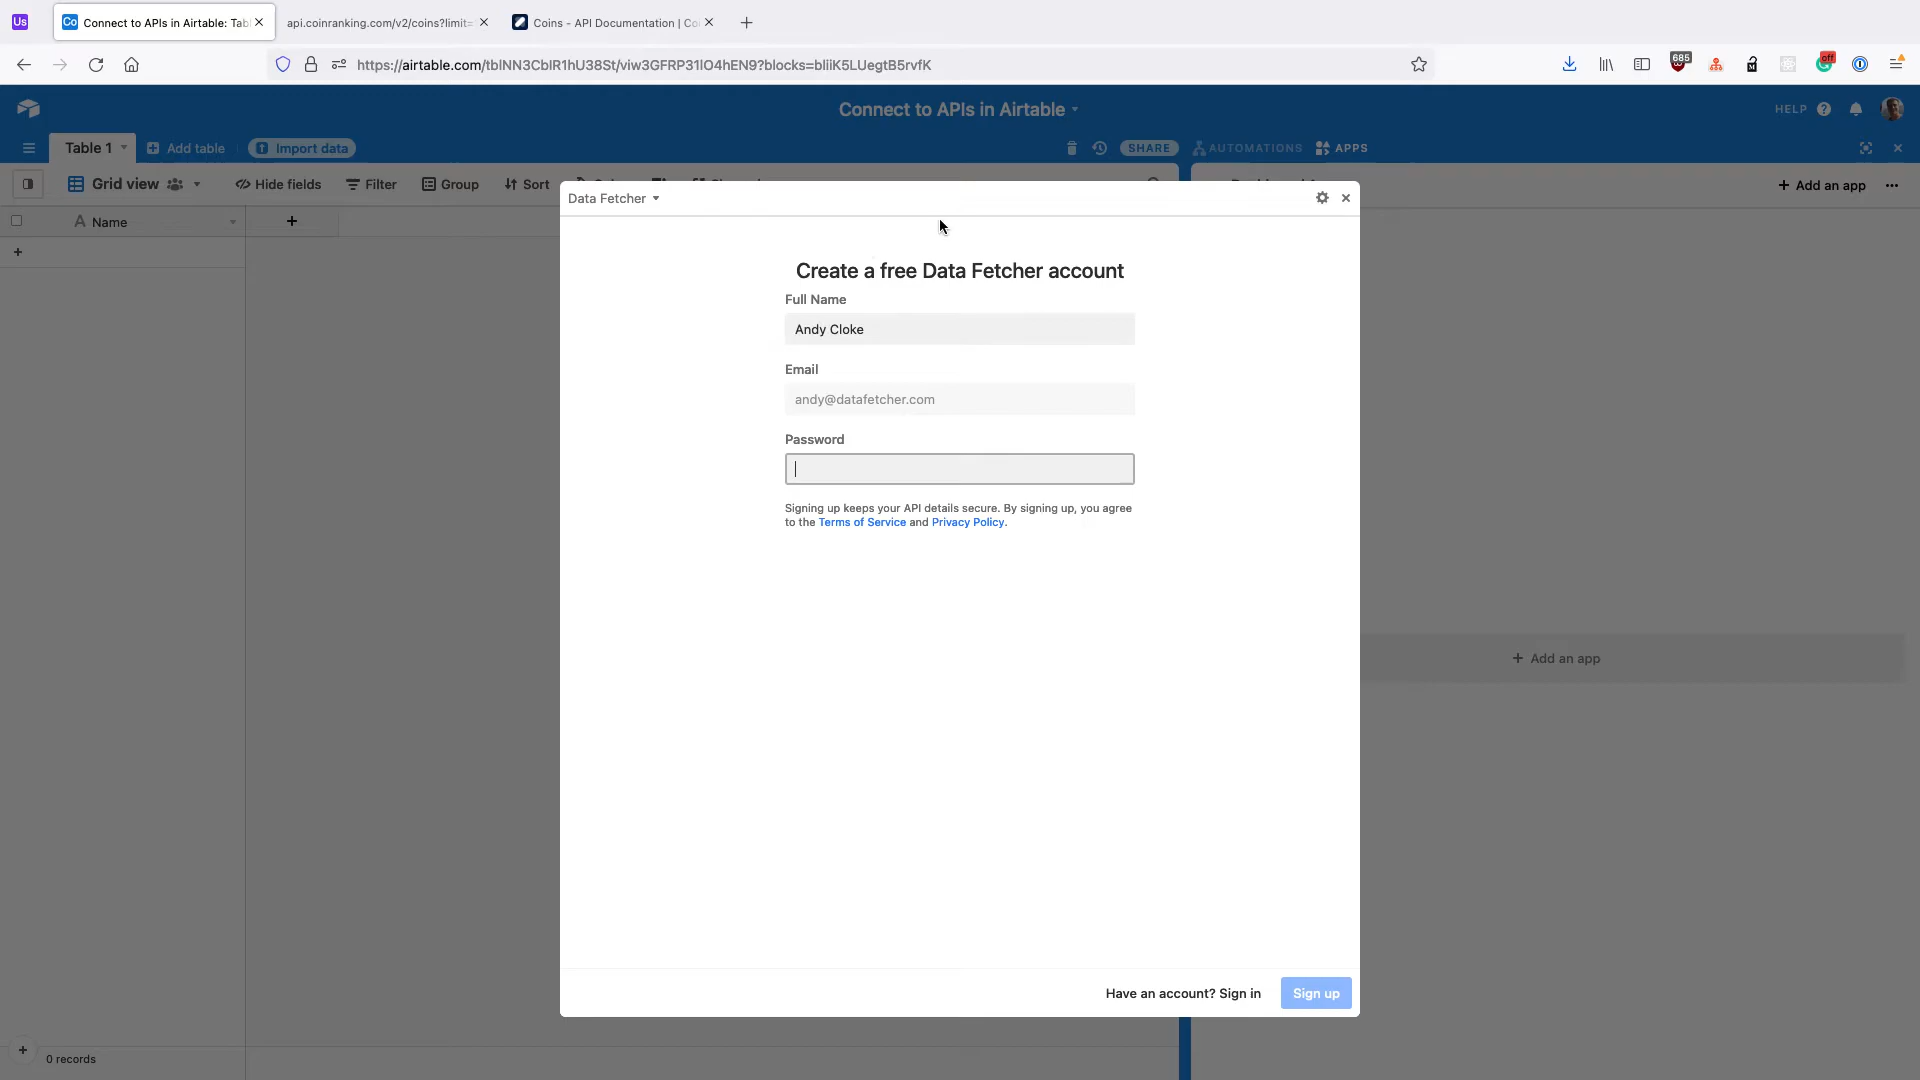 Us
Co
Connect to APIs in Airtable: Tab
api.coinranking.com/v2/coins?limit=
Coins - API Documentation | Co
https://airtable.com/tblNN3CblR1hU38St/viw3GFRP31IO4hEN9?blocks=bliiK5LUegtB5rvfK
685
off
Connect to APIs in Airtable
HELP
Table 1
Add table
Import data
SHARE
AUTOMATIONS
APPS
Grid view
Hide fields
Filter
Group
Sort
Add an app
Name
Data Fetcher
Create a free Data Fetcher account
Full Name
Andy Cloke
Email
andy@datafetcher.com
Password
Signing up keeps your API details secure. By signing up, you agree
to the Terms of Service and Privacy Policy.
Add an app
Have an account? Sign in
Sign up
0 records